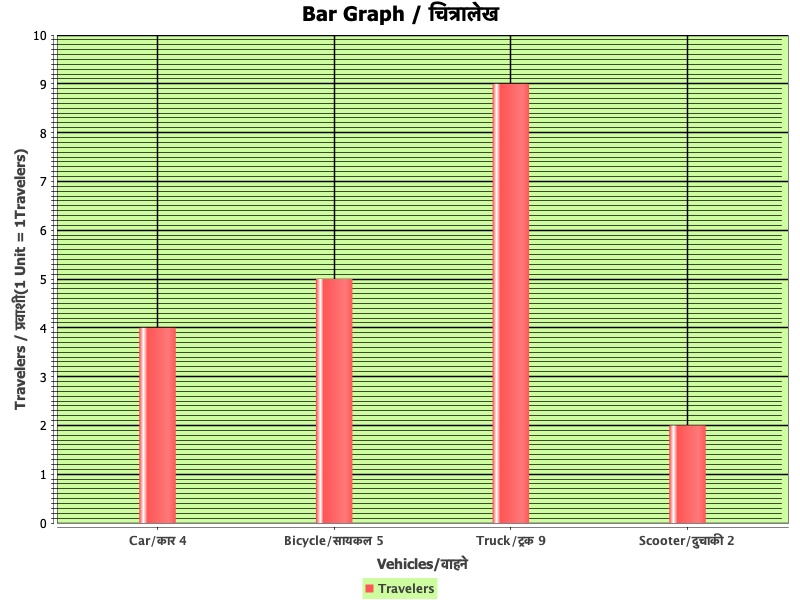 Bar Graph / चित्रालेख
Travelers / प्रवाशी(1 Unit = 1Travelers)
10
9
8
7
6
5
4
3
2
1
0
Car/कार 4
Bicycle/सायकल 5
Truck/ट्रक 9
Scooter/दुचाकी 2
Vehicles/वाहने
Travelers